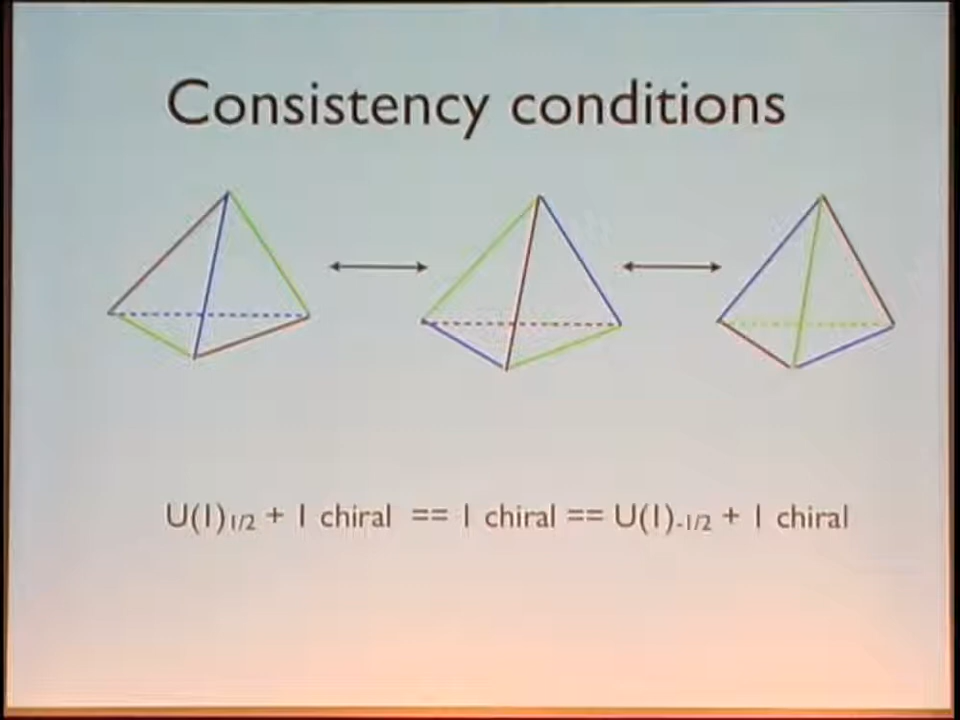 Consistency conditions
U(1)1/2 + 1 chiral == 1 chiral == U(1)-1/2 + 1 chiral